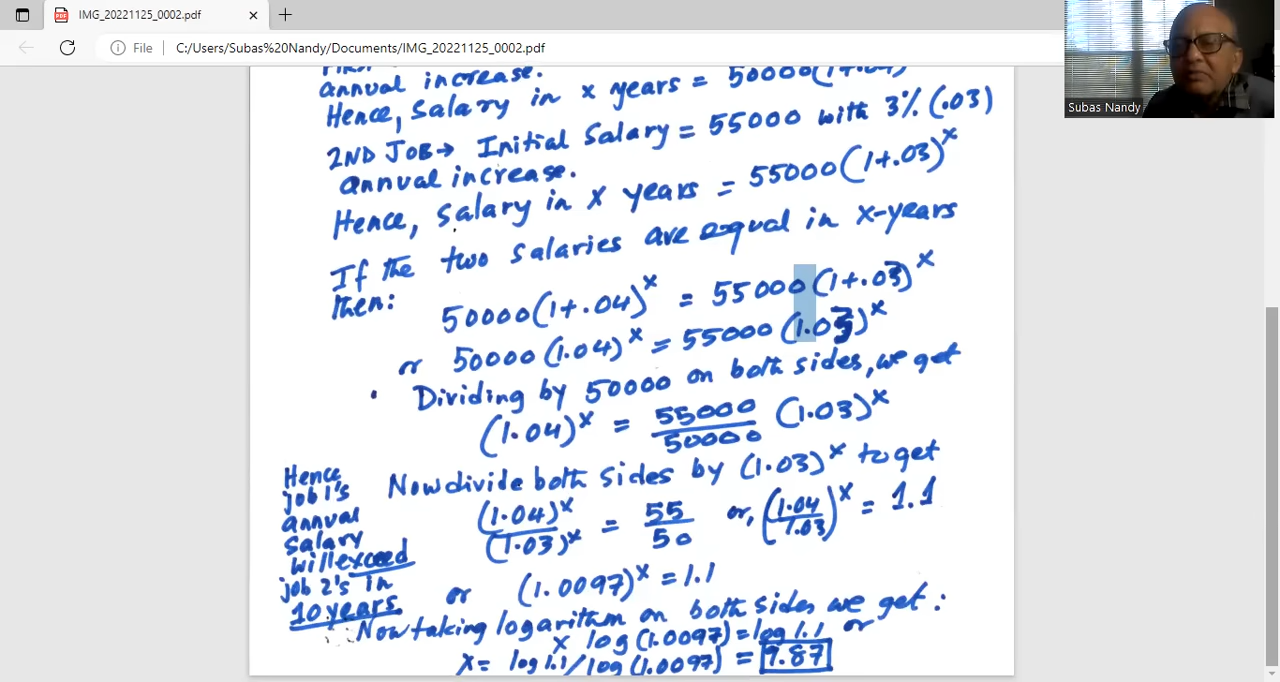 IMG_20221125_0002.pdf
File C:/Users/Subas%20Nandy/Documents/IMG_20221125_0002.pdf
Subas Nandy
annual increase.
Hence, Salary in x years = 50000(1+.04)
2ND JOB→ Initial Salary = 55000 with 3% (.03)
annual increase.
Hence, Salary in X years = 55000(1+.03)^x
If the two salaries are equal in x-years
then:
50000(1+.04)^x = 55000(1+.03)^x
or 50000(1.04)^x = 55000(1.03)^x
Dividing by 50000 on both sides, we get
(1.04)^x = 55000/50000 (1.03)^x
Now divide both sides by (1.03)^x to get
(1.04)^x/(1.03)^x = 55/50 or, (1.04/1.03)^x = 1.1
or (1.0097)^x = 1.1
Hence
job 1's
annual
salary
will exceed
job 2's in
10 years.
Now taking logarithm on both sides we get:
x log(1.0097) = log 1.1 or
X = log 1.1/log(1.0097) = 9.87